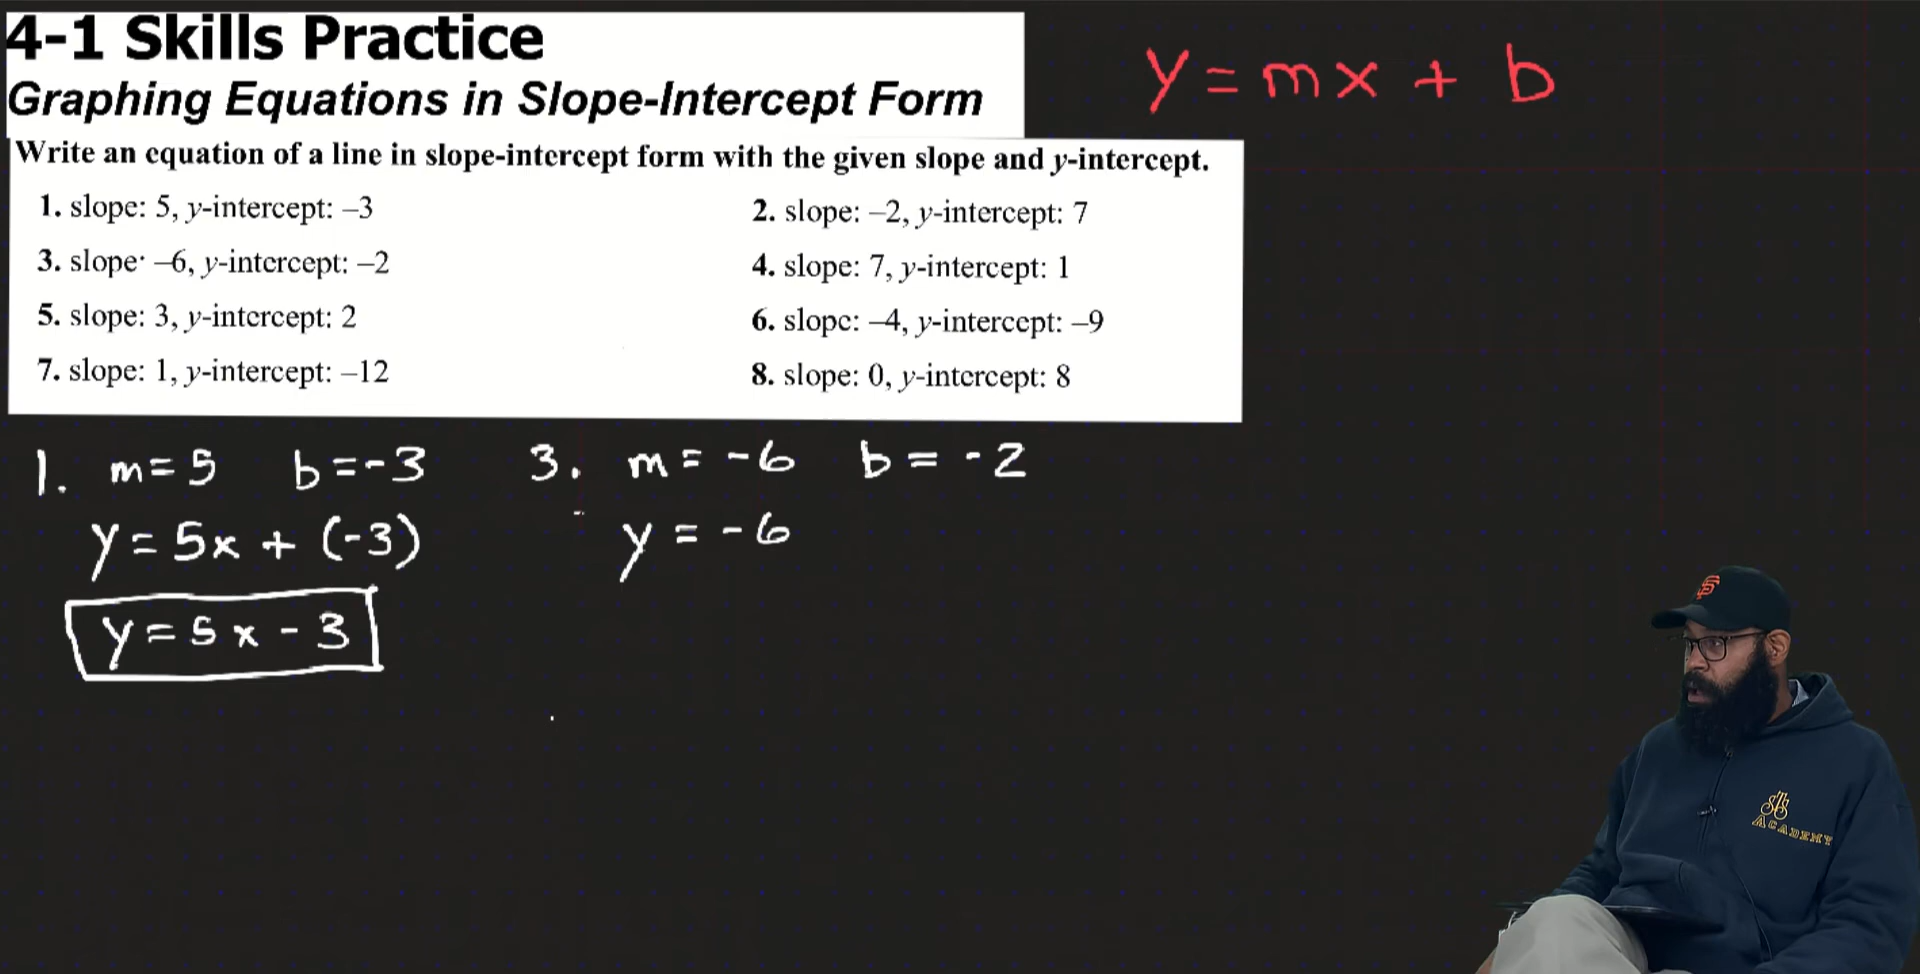 4-1 Skills Practice
Graphing Equations in Slope-Intercept Form
y = mx + b
Write an equation of a line in slope-intercept form with the given slope and y-intercept.
1. slope: 5, y-intercept: –3
2. slope: –2, y-intercept: 7
3. slope: –6, y-intercept: –2
4. slope: 7, y-intercept: 1
5. slope: 3, y-intercept: 2
6. slope: –4, y-intercept: –9
7. slope: 1, y-intercept: –12
8. slope: 0, y-intercept: 8
1. m=5 b=-3
y=5x + (-3)
y=5x-3
3. m=-6 b=-2
y=-6
SF
STS
ACADEMY